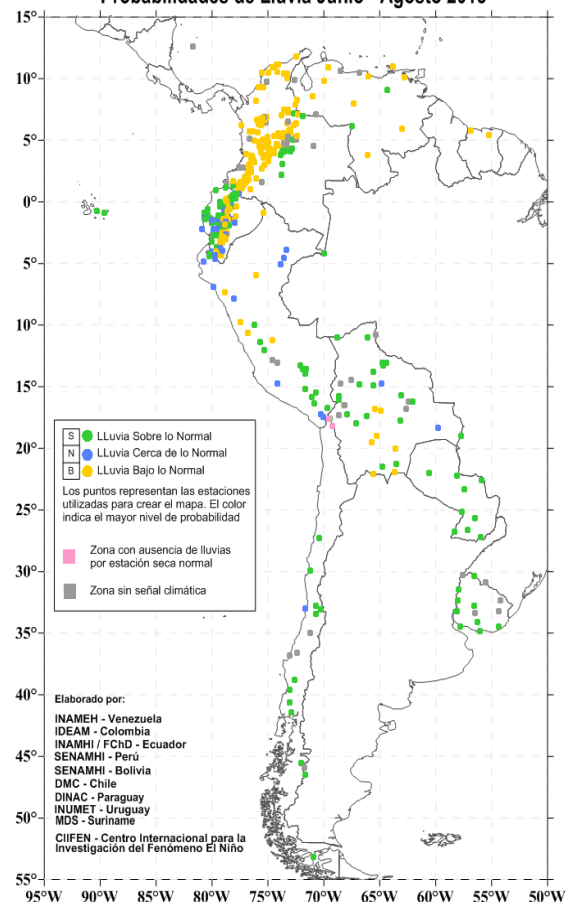 Probabilidades de Lluvia Junio - Agosto
15°
10°
5°
0°
5°
10°
15°
20°
25°
30°
35°
40°
45°
50°
55°
S LLuvia Sobre lo Normal
N LLuvia Cerca de lo Normal
B LLuvia Bajo lo Normal
Los puntos representan las estaciones
utilizadas para crear el mapa. El color
indica el mayor nivel de probabilidad
Zona con ausencia de lluvias
por estación seca normal
Zona sin señal climática
Elaborado por:
INAMEH - Venezuela
IDEAM - Colombia
INAMHI / FChD - Ecuador
SENAMHI - Perú
SENAMHI - Bolivia
DMC - Chile
DINAC - Paraguay
INUMET - Uruguay
MDS - Suriname
CIIFEN - Centro Internacional para la
Investigación del Fenómeno El Niño
95°W 90°W 85°W 80°W 75°W 70°W 65°W 60°W 55°W 50°W